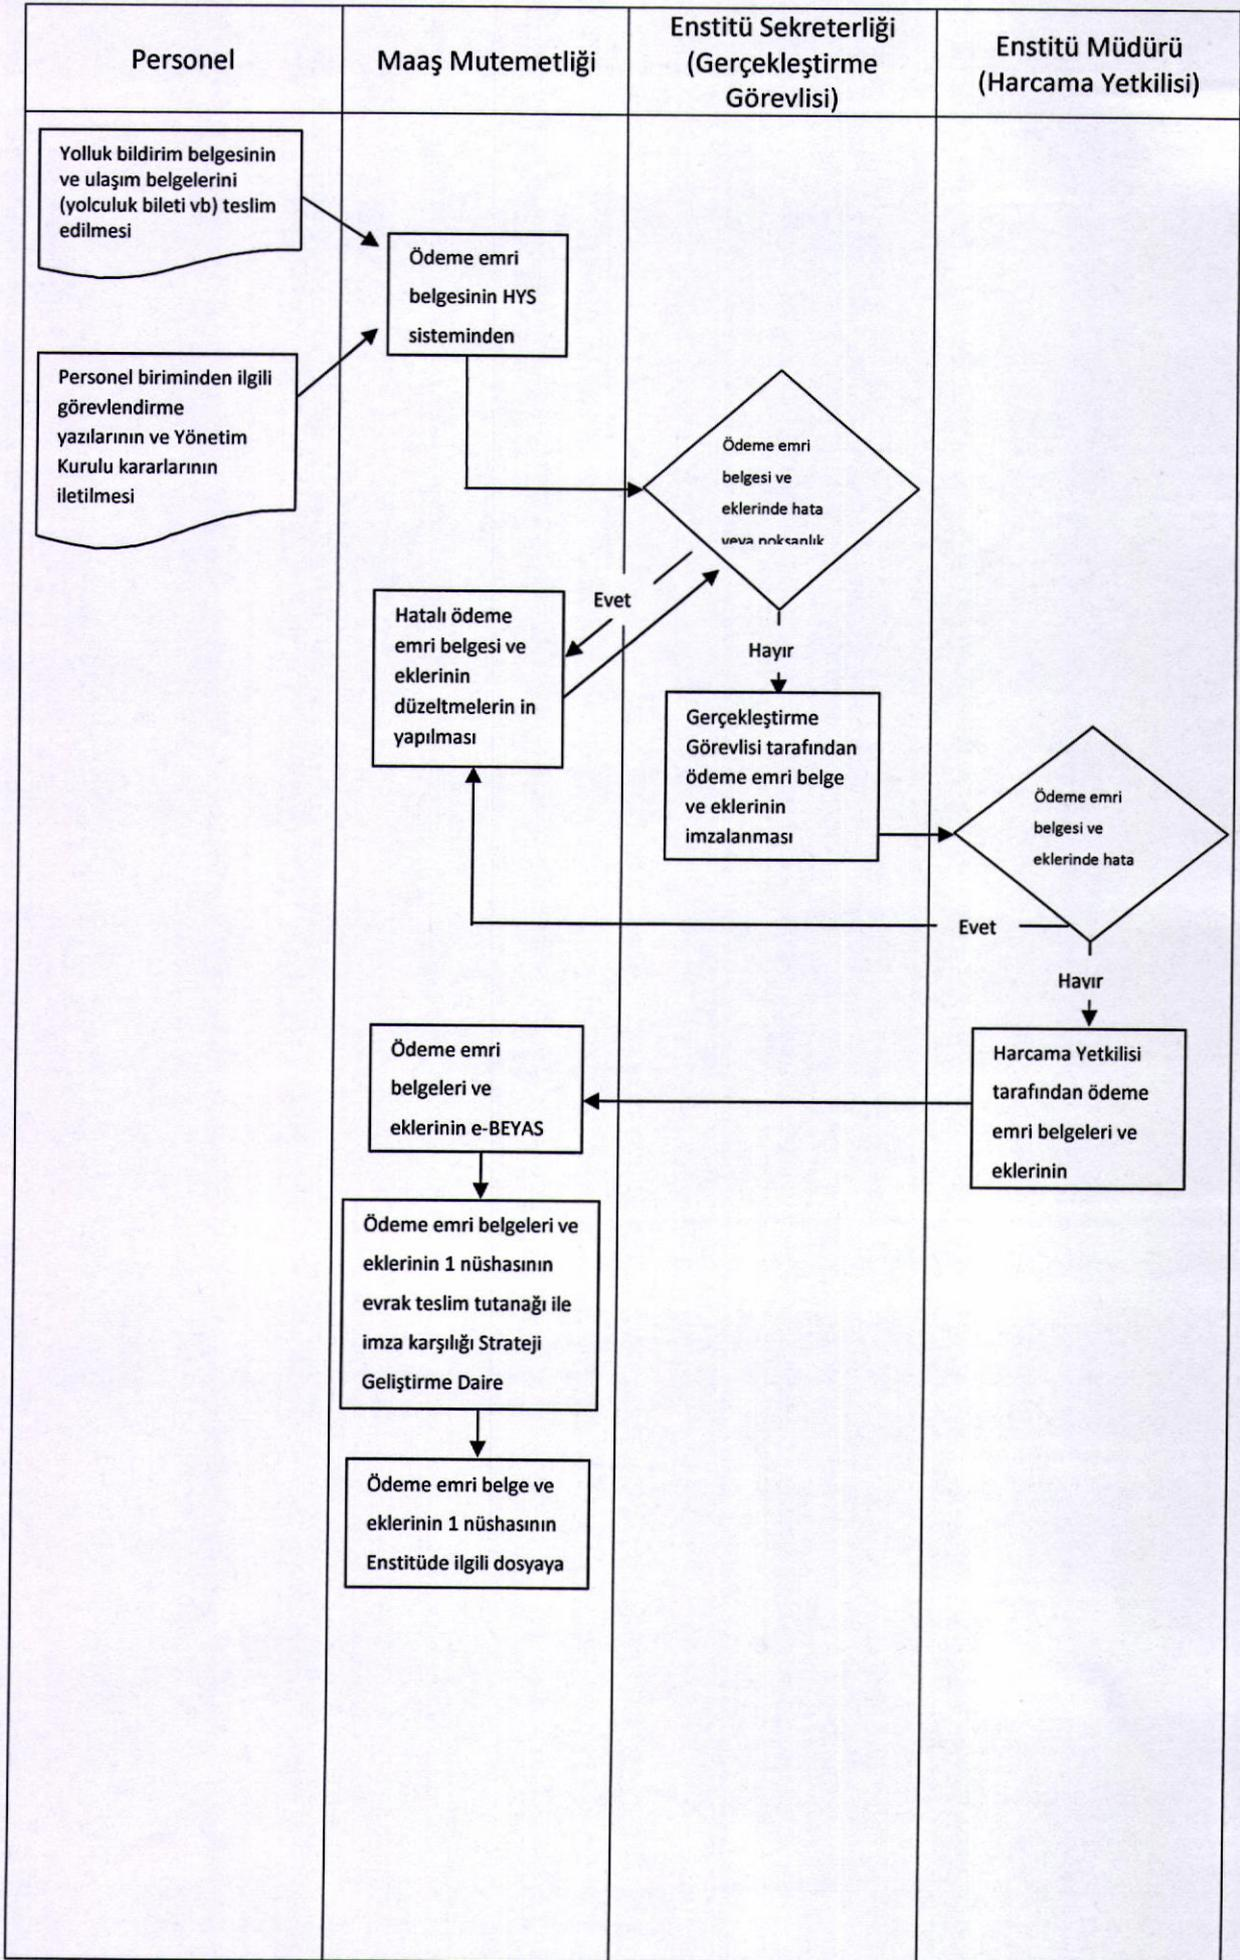 Personel
Maaş Mutemetliği
Enstitü Sekreterliği
(Gerçekleştirme
Görevlisi)
Enstitü Müdürü
(Harcama Yetkilisi)
Yolluk bildirim belgesinin
ve ulaşım belgelerini
(yolculuk bileti vb) teslim
edilmesi
Ödeme emri
belgesinin HYS
sisteminden
Personel biriminden ilgili
görevlendirme
yazılarının ve Yönetim
Kurulu kararlarının
iletilmesi
Ödeme emri
belgesi ve
eklerinde hata
veya noksanlık
Evet
Hatalı ödeme
emri belgesi ve
eklerinin
düzeltmelerin in
yapılması
Hayır
Gerçekleştirme
Görevlisi tarafından
ödeme emri belge
ve eklerinin
imzalanması
Ödeme emri
belgesi ve
eklerinde hata
Evet
Hayır
Harcama Yetkilisi
tarafından ödeme
emri belgeleri ve
eklerinin
Ödeme emri
belgeleri ve
eklerinin e-BEYAS
Ödeme emri belgeleri ve
eklerinin 1 nüshasının
evrak teslim tutanağı ile
imza karşılığı Strateji
Geliştirme Daire
Ödeme emri belge ve
eklerinin 1 nüshasının
Enstitüde ilgili dosyaya